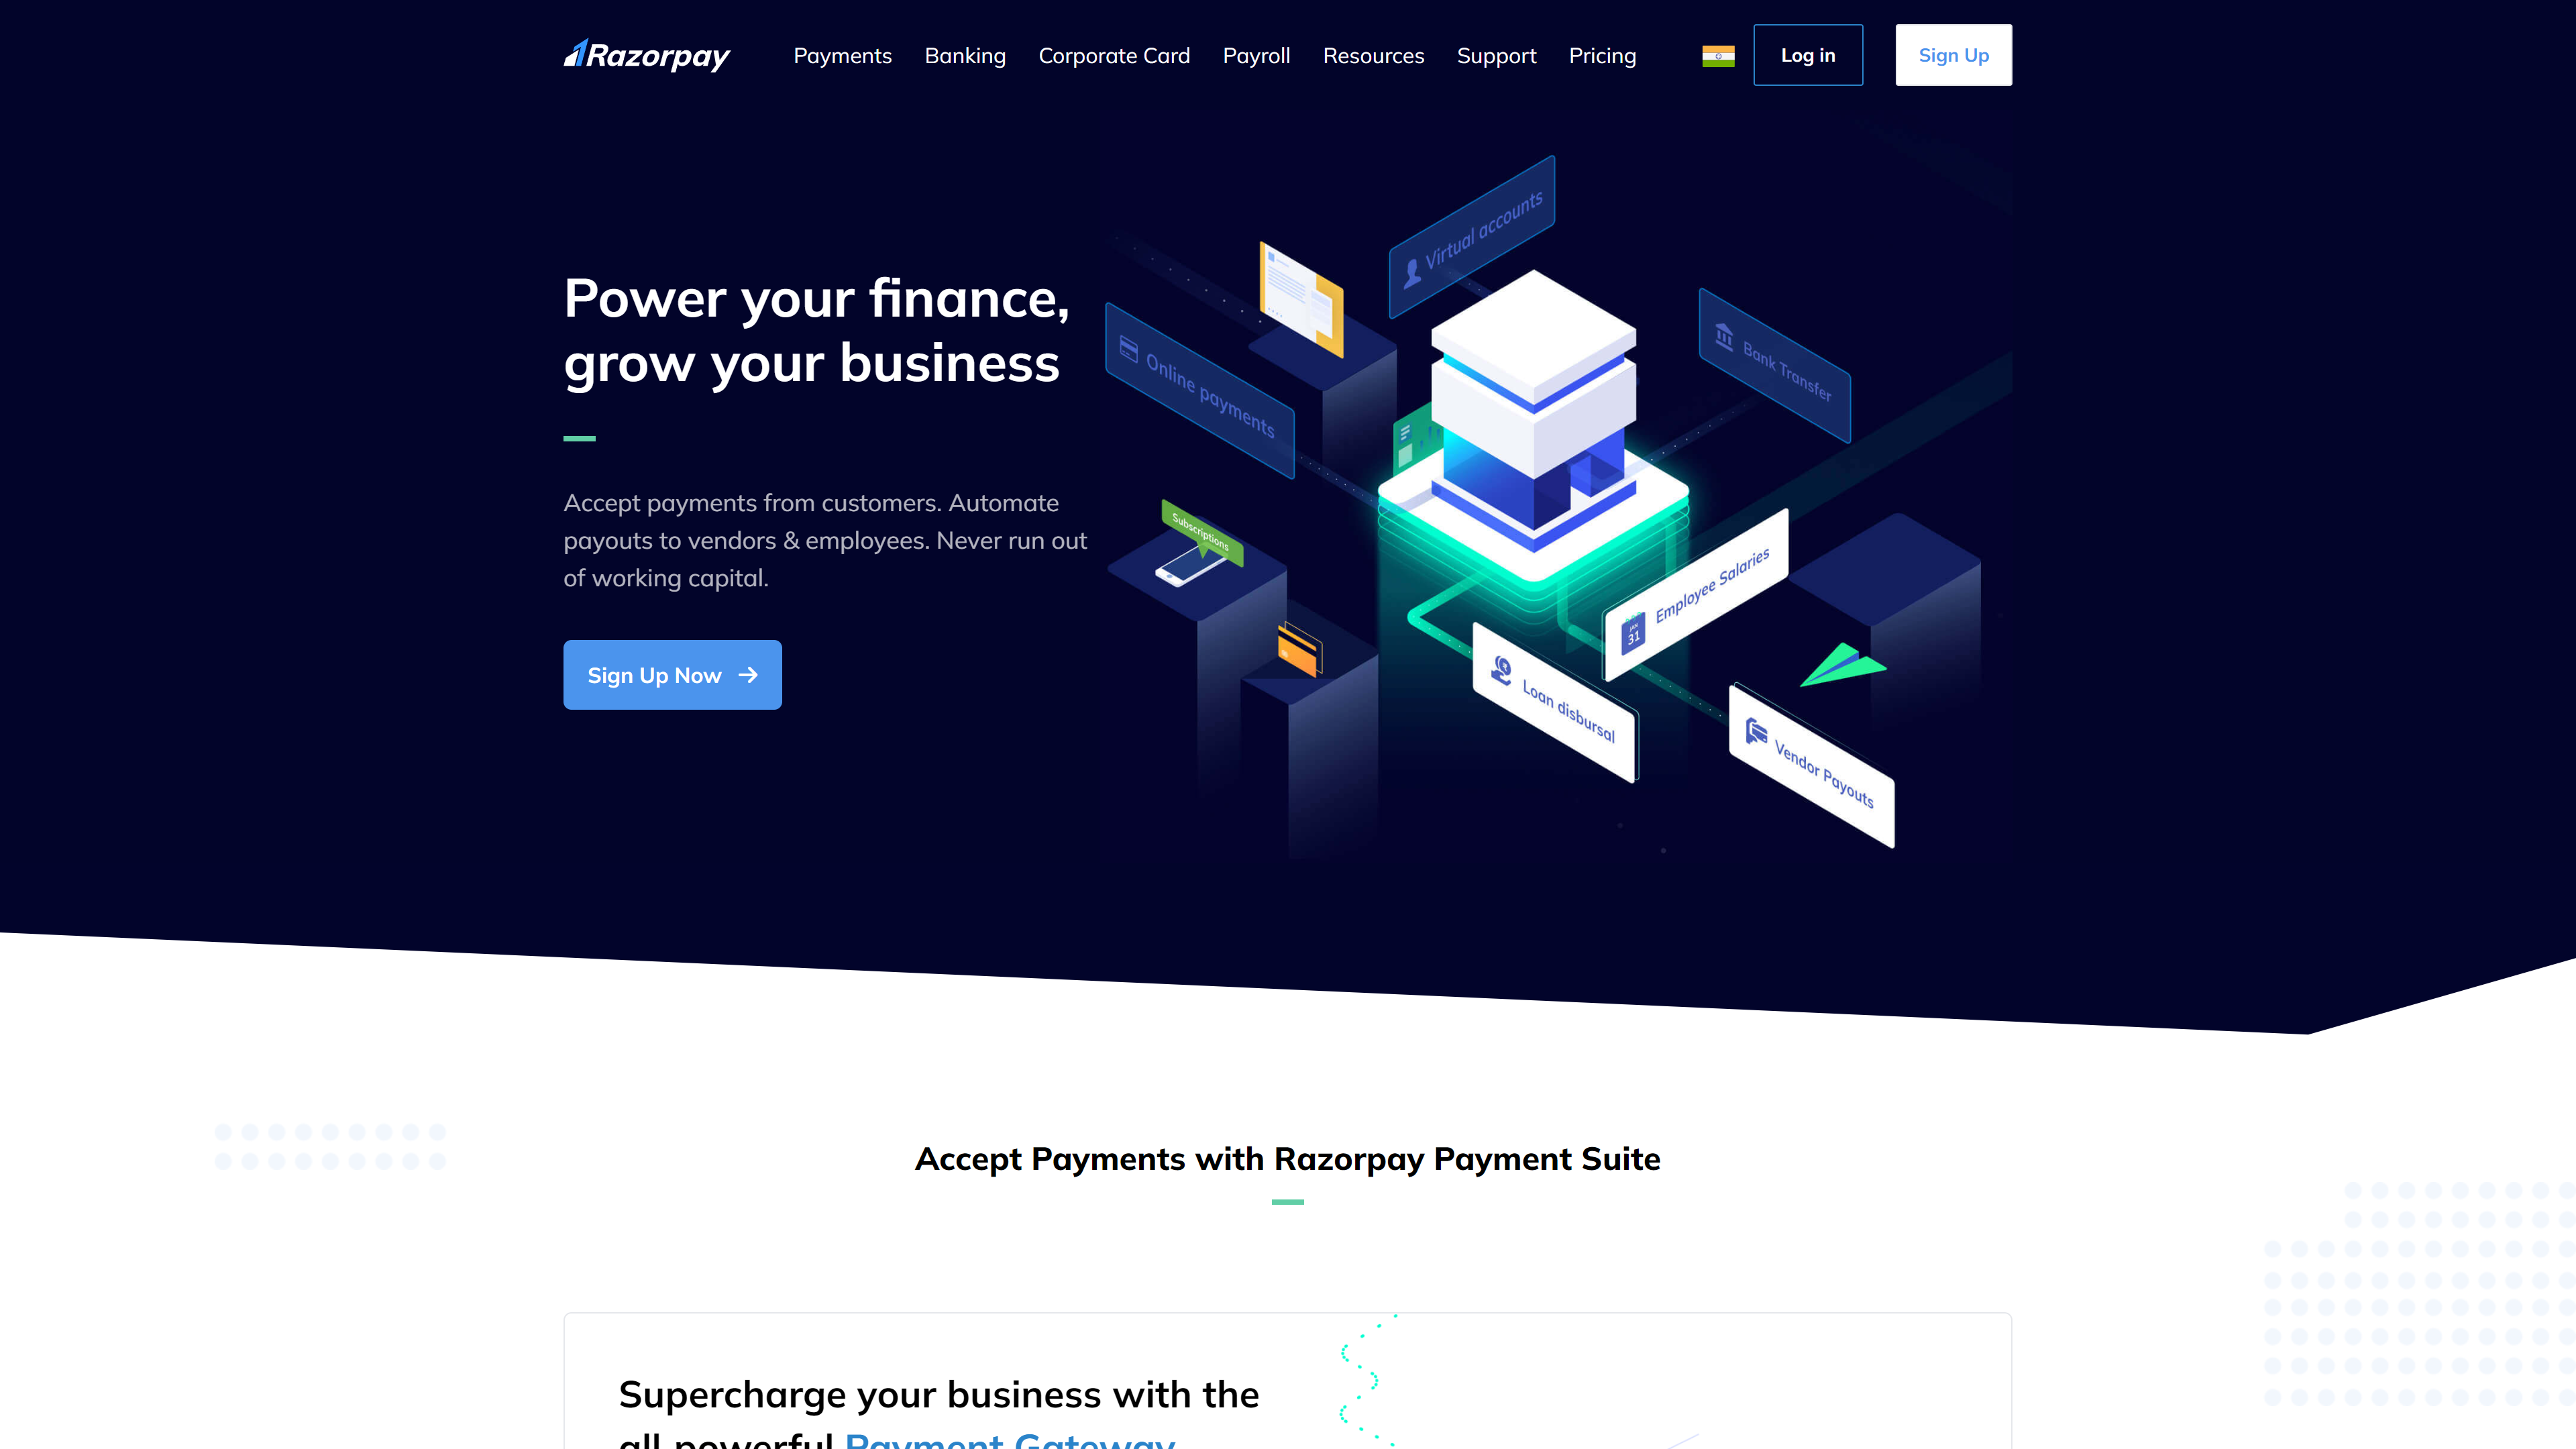 Razorpay
Payments
Banking
Corporate Card
Payroll
Resources
Support
Pricing
Log in
Sign Up
Power your finance,
grow your business
Accept payments from customers. Automate
payouts to vendors & employees. Never run out
of working capital.
Sign Up Now
Virtual accounts
Online payments
Bank Transfer
Subscriptions
Employee Salaries
JAN
31
Loan disbursal
Vendor Payouts
Accept Payments with Razorpay Payment Suite
Supercharge your business with the
all-powerful Payment Gateway